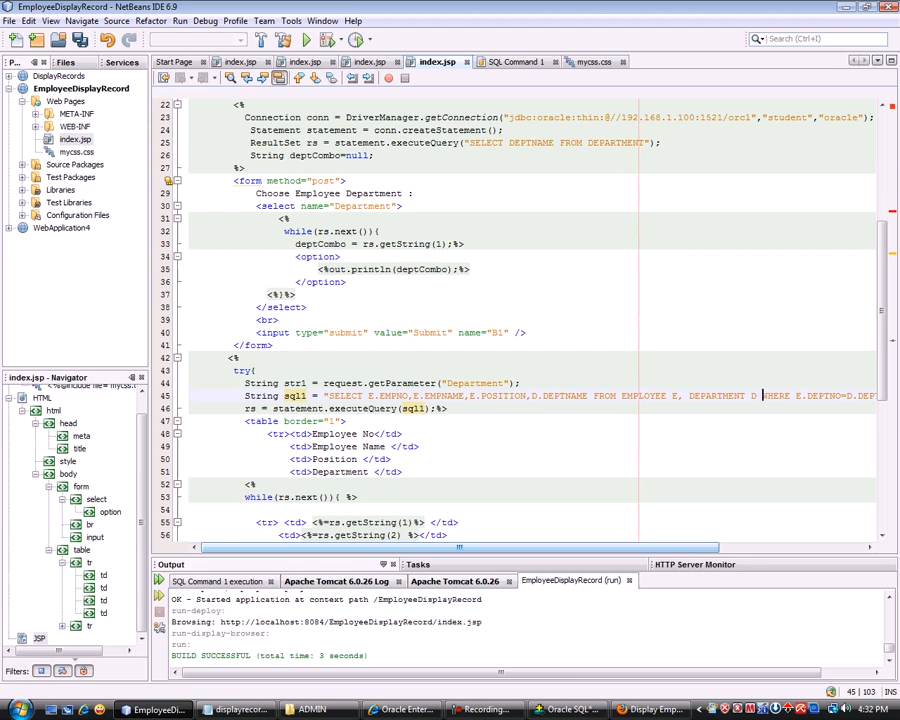 EmployeeDisplayRecord - NetBeans IDE 6.9
File Edit View Navigate Source Refactor Run Debug Profile Team Tools Window Help
Search (Ctrl+I)
P... Files Services
Start Page index.jsp index.jsp index.jsp index.jsp SQL Command 1 mycss.css
DisplayRecords
EmployeeDisplayRecord
Web Pages
META-INF
WEB-INF
index.jsp
mycss.css
Source Packages
Test Packages
Libraries
Test Libraries
Configuration Files
WebApplication4
22 <%
23 Connection conn = DriverManager.getConnection("jdbc:oracle:thin:@//192.168.1.100:1521/orcl","student","oracle");
24 Statement statement = conn.createStatement();
25 ResultSet rs = statement.executeQuery("SELECT DEPTNAME FROM DEPARTMENT");
26 String deptCombo=null;
27 %>
<form method="post">
29 Choose Employee Department :
30 <select name="Department">
31 <%
32 while(rs.next()){
33 deptCombo = rs.getString(1);%>
34 <option>
35 <%out.println(deptCombo);%>
36 </option>
37 <%}%>
38 </select>
39 <br>
40 <input type="submit" value="Submit" name="B1" />
41 </form>
42 <%
43 try{
44 String str1 = request.getParameter("Department");
45 String sql1 = "SELECT E.EMPNO,E.EMPNAME,E.POSITION,D.DEPTNAME FROM EMPLOYEE E, DEPARTMENT D WHERE E.DEPTNO=D.DEPT
46 rs = statement.executeQuery(sql1);%>
47 <table border="1">
48 <tr><td>Employee No</td>
49 <td>Employee Name </td>
50 <td>Position </td>
51 <td>Department </td>
52 <%
53 while(rs.next()){ %>
55 <tr> <td> <%=rs.getString(1)%> </td>
56 <td><%=rs.getString(2) %></td>
index.jsp - Navigator
<%@include file= mycss.css
HTML
html
head
meta
title
style
body
form
select
option
br
input
table
tr
td
td
td
td
tr
JSP
Filters:
Output Tasks HTTP Server Monitor
SQL Command 1 execution Apache Tomcat 6.0.26 Log Apache Tomcat 6.0.26 EmployeeDisplayRecord (run)
OK - Started application at context path /EmployeeDisplayRecord
run-deploy:
Browsing: http://localhost:8084/EmployeeDisplayRecord/index.jsp
run-display-browser:
run:
BUILD SUCCESSFUL (total time: 3 seconds)
45 | 103 INS
Start EmployeeDi... displayrecor... ADMIN Oracle Enter... Recording... Oracle SQL*... Display Emp... 4:32 PM